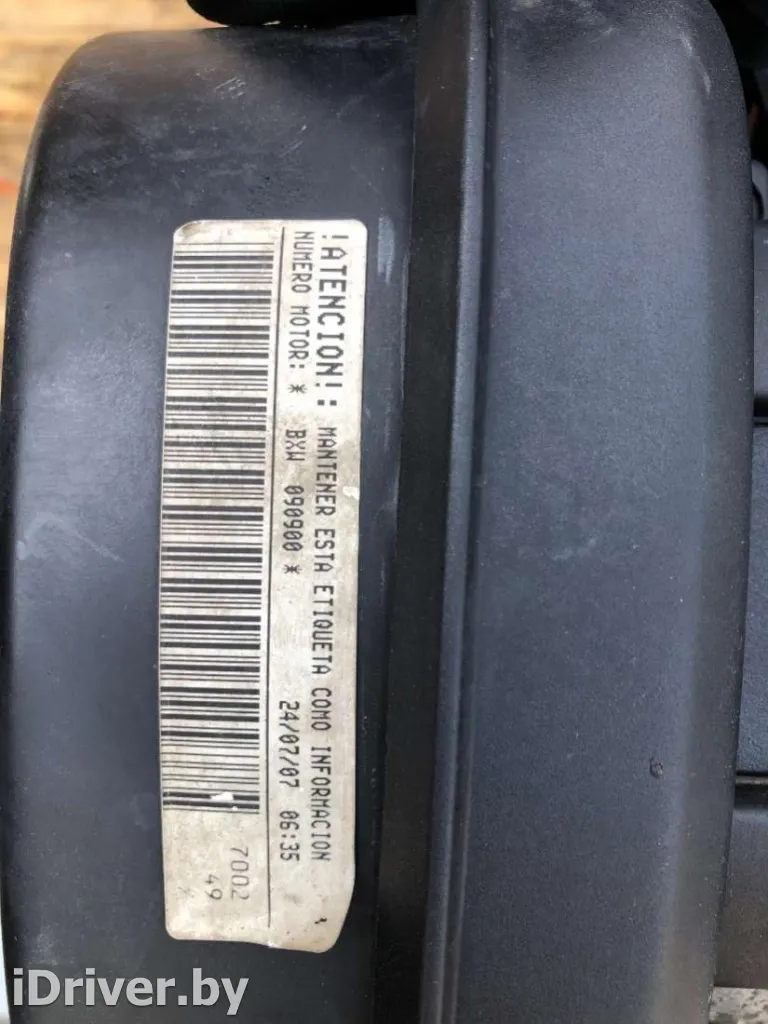 !ATENCION!: MANTENER ESTA ETIQUETA COMO INFORMACION
NUMERO MOTOR: * BXW 090900 * 24/07/07 06:35
7002
49
iDriver.by